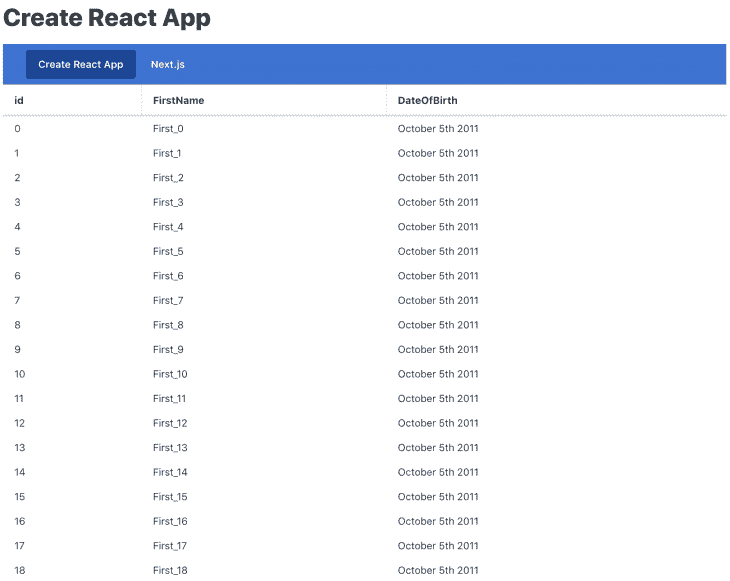 Create React App
Create React App Next.js
id FirstName DateOfBirth
0 First_0 October 5th 2011
1 First_1 October 5th 2011
2 First_2 October 5th 2011
3 First_3 October 5th 2011
4 First_4 October 5th 2011
5 First_5 October 5th 2011
6 First_6 October 5th 2011
7 First_7 October 5th 2011
8 First_8 October 5th 2011
9 First_9 October 5th 2011
10 First_10 October 5th 2011
11 First_11 October 5th 2011
12 First_12 October 5th 2011
13 First_13 October 5th 2011
14 First_14 October 5th 2011
15 First_15 October 5th 2011
16 First_16 October 5th 2011
17 First_17 October 5th 2011
18 First_18 October 5th 2011